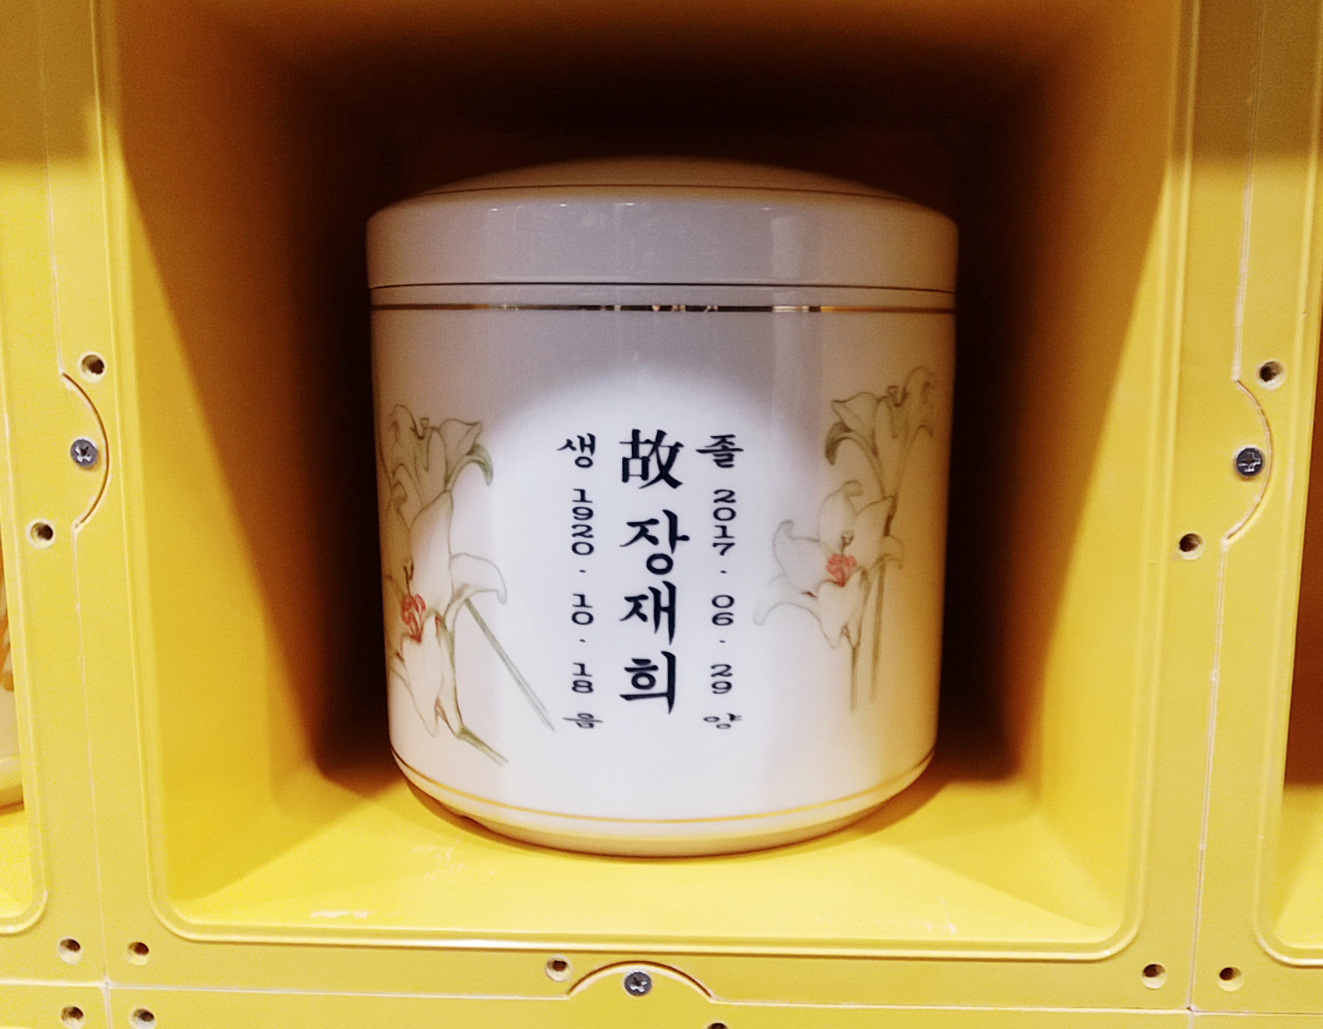 생 1920. 10. 18 음
故 장재희
졸 2017. 06. 29 양